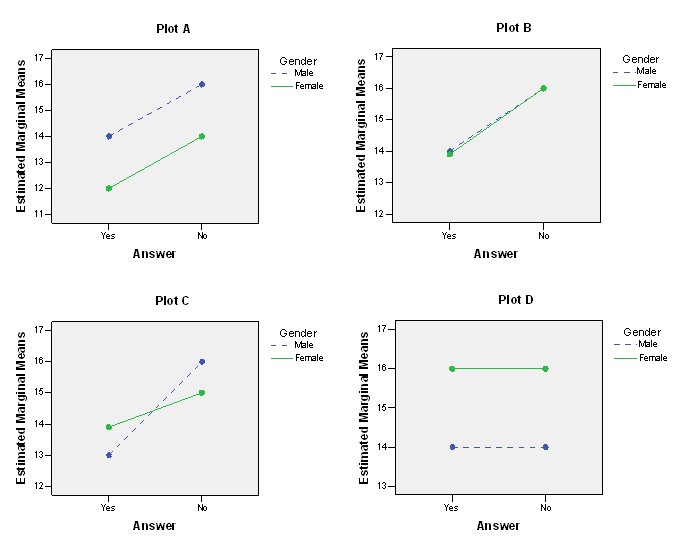 Plot A
Estimated Marginal Means
17
16
15
14
13
12
11
Yes
No
Answer
Gender
Male
Female
Plot B
Estimated Marginal Means
17
16
15
14
13
12
Yes
No
Answer
Gender
Male
Female
Plot C
Estimated Marginal Means
17
16
15
14
13
12
Yes
No
Answer
Gender
Male
Female
Plot D
Estimated Marginal Means
17
16
15
14
13
Yes
No
Answer
Gender
Male
Female